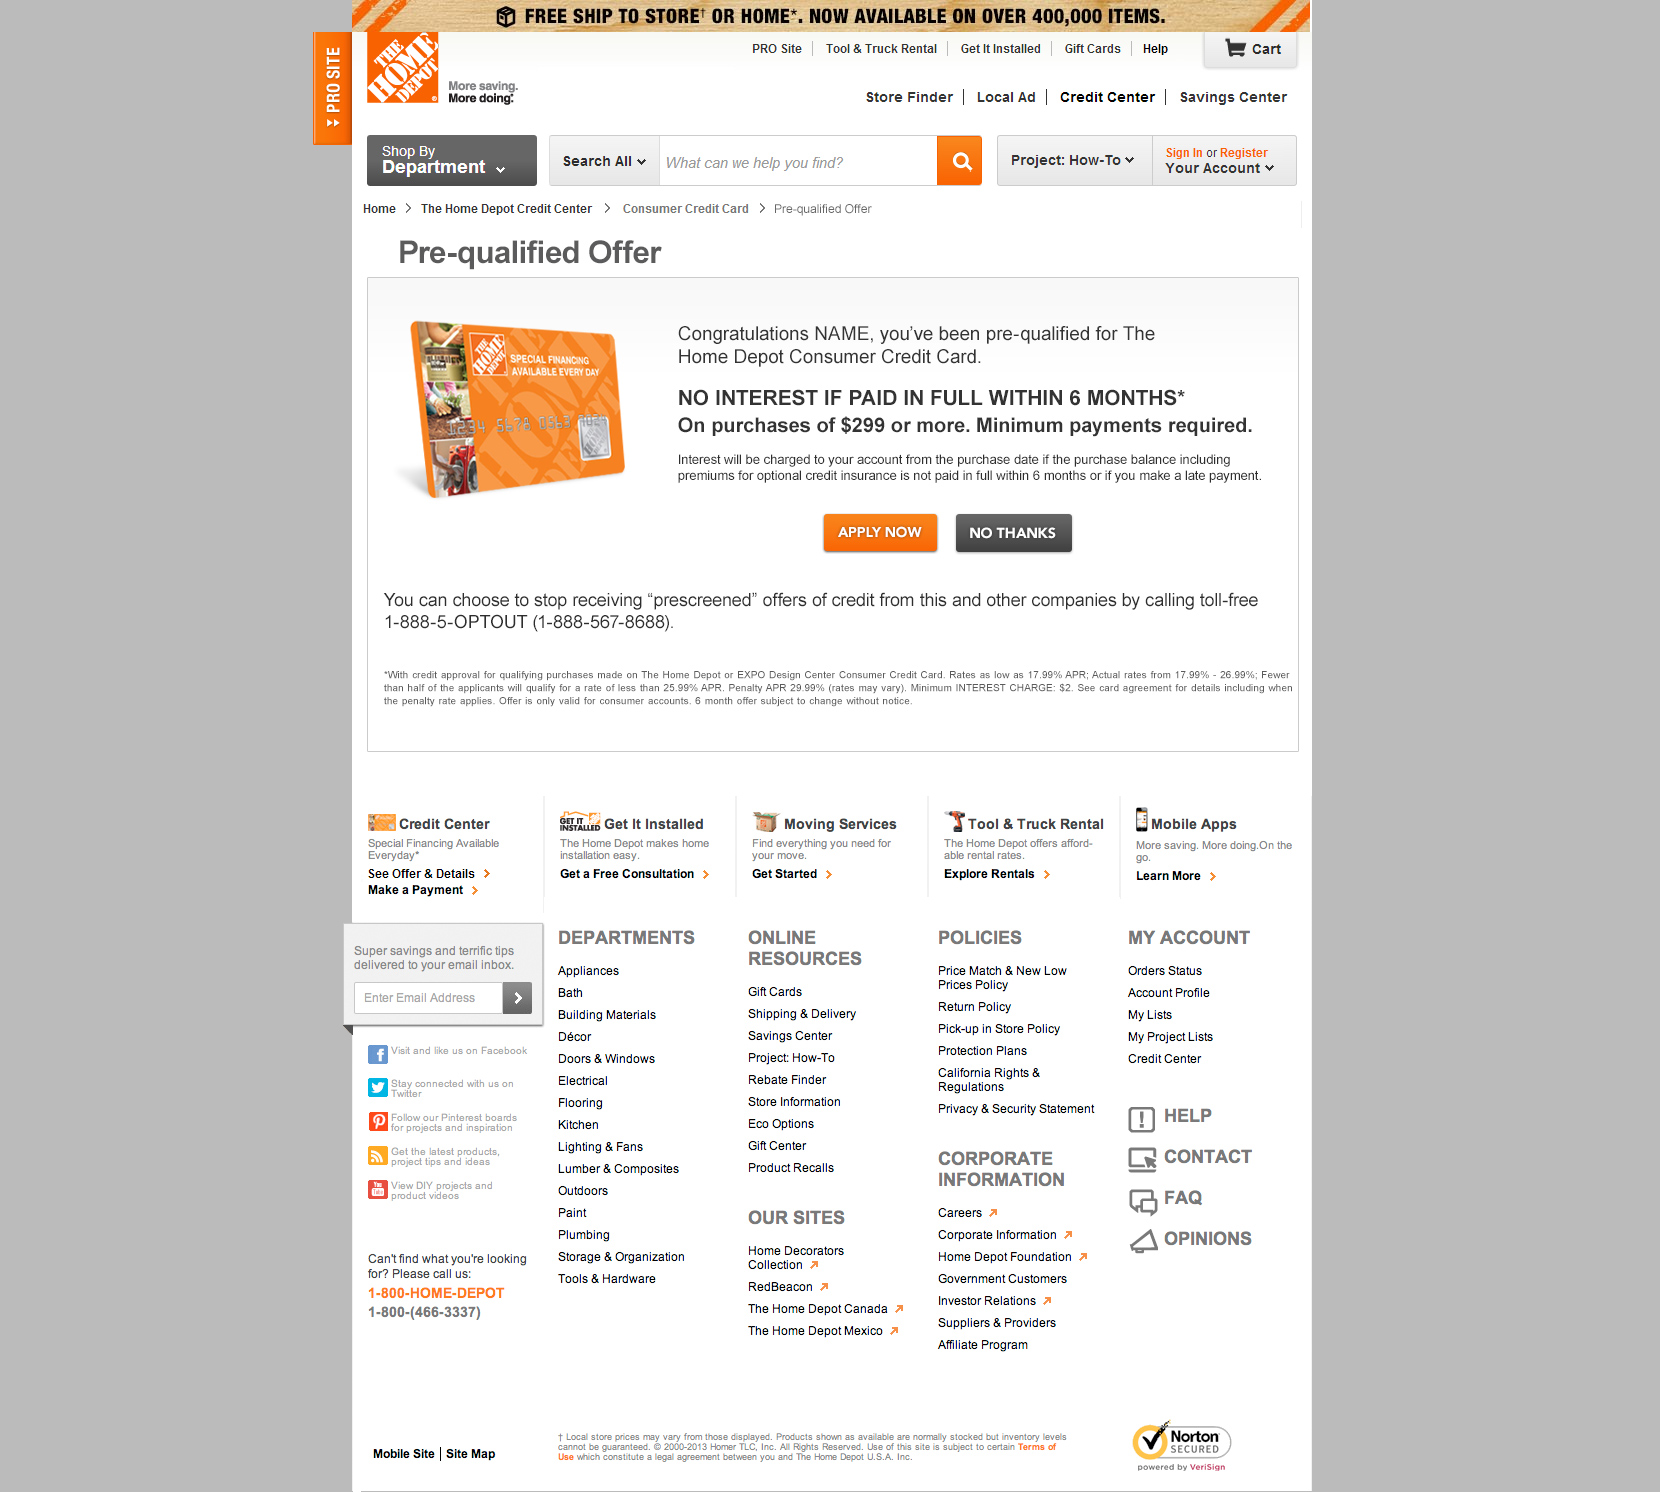 FREE SHIP TO STORE† OR HOME*. NOW AVAILABLE ON OVER 400,000 ITEMS.
PRO SITE
THE HOME DEPOT
More saving.
More doing.
PRO Site
Tool & Truck Rental
Get It Installed
Gift Cards
Help
Cart
Store Finder
Local Ad
Credit Center
Savings Center
Shop By
Department
Search All
What can we help you find?
Project: How-To
Sign In or Register
Your Account
Home > The Home Depot Credit Center > Consumer Credit Card > Pre-qualified Offer
Pre-qualified Offer
THE HOME DEPOT
SPECIAL FINANCING
AVAILABLE EVERY DAY
Congratulations NAME, you've been pre-qualified for The
Home Depot Consumer Credit Card.
NO INTEREST IF PAID IN FULL WITHIN 6 MONTHS*
On purchases of $299 or more. Minimum payments required.
Interest will be charged to your account from the purchase date if the purchase balance including
premiums for optional credit insurance is not paid in full within 6 months or if you make a late payment.
APPLY NOW
NO THANKS
You can choose to stop receiving “prescreened” offers of credit from this and other companies by calling toll-free
1-888-5-OPTOUT (1-888-567-8688).
*With credit approval for qualifying purchases made on The Home Depot or EXPO Design Center Consumer Credit Card. Rates as low as 17.99% APR; Actual rates from 17.99% - 26.99%; Fewer
than half of the applicants will qualify for a rate of less than 25.99% APR. Penalty APR 29.99% (rates may vary). Minimum INTEREST CHARGE: $2. See card agreement for details including when
the penalty rate applies. Offer is only valid for consumer accounts. 6 month offer subject to change without notice.
Credit Center
Special Financing Available
Everyday*
See Offer & Details
Make a Payment
GET IT
INSTALLED
Get It Installed
The Home Depot makes home
installation easy.
Get a Free Consultation
Moving Services
Find everything you need for
your move.
Get Started
Tool & Truck Rental
The Home Depot offers afford-
able rental rates.
Explore Rentals
Mobile Apps
More saving. More doing.On the
go.
Learn More
Super savings and terrific tips
delivered to your email inbox.
Enter Email Address
Visit and like us on Facebook
Stay connected with us on
Twitter
Follow our Pinterest boards
for projects and inspiration
Get the latest products,
project tips and ideas
View DIY projects and
product videos
Can't find what you're looking
for? Please call us:
1-800-HOME-DEPOT
1-800-(466-3337)
DEPARTMENTS
Appliances
Bath
Building Materials
Décor
Doors & Windows
Electrical
Flooring
Kitchen
Lighting & Fans
Lumber & Composites
Outdoors
Paint
Plumbing
Storage & Organization
Tools & Hardware
ONLINE
RESOURCES
Gift Cards
Shipping & Delivery
Savings Center
Project: How-To
Rebate Finder
Store Information
Eco Options
Gift Center
Product Recalls
OUR SITES
Home Decorators
Collection
RedBeacon
The Home Depot Canada
The Home Depot Mexico
POLICIES
Price Match & New Low
Prices Policy
Return Policy
Pick-up in Store Policy
Protection Plans
California Rights &
Regulations
Privacy & Security Statement
CORPORATE
INFORMATION
Careers
Corporate Information
Home Depot Foundation
Government Customers
Investor Relations
Suppliers & Providers
Affiliate Program
MY ACCOUNT
Orders Status
Account Profile
My Lists
My Project Lists
Credit Center
HELP
CONTACT
FAQ
OPINIONS
Mobile Site | Site Map
† Local store prices may vary from those displayed. Products shown as available are normally stocked but inventory levels
cannot be guaranteed. © 2000-2013 Homer TLC, Inc. All Rights Reserved. Use of this site is subject to certain Terms of
Use which constitute a legal agreement between you and The Home Depot U.S.A. Inc.
Norton
SECURED
powered by VeriSign